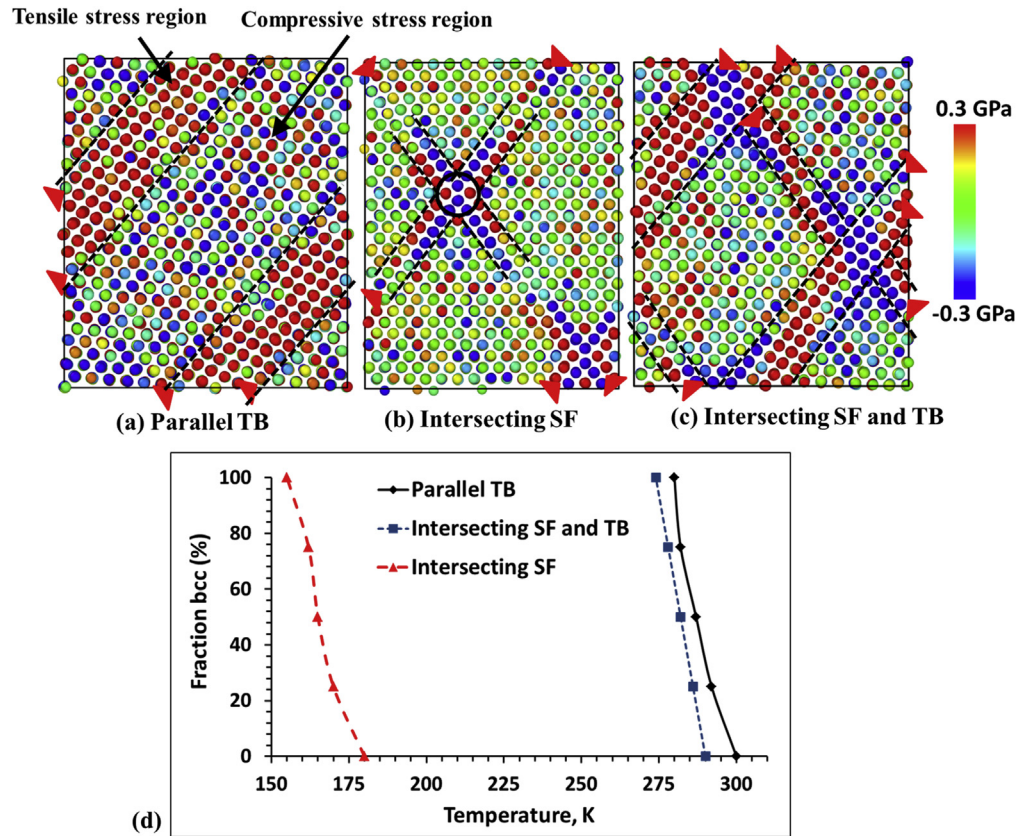 Tensile stress region
Compressive stress region
0.3 GPa
-0.3 GPa
(a) Parallel TB
(b) Intersecting SF
(c) Intersecting SF and TB
100
80
60
40
20
0
Fraction bcc (%)
Parallel TB
Intersecting SF and TB
Intersecting SF
150 175 200 225 250 275 300
Temperature, K
(d)